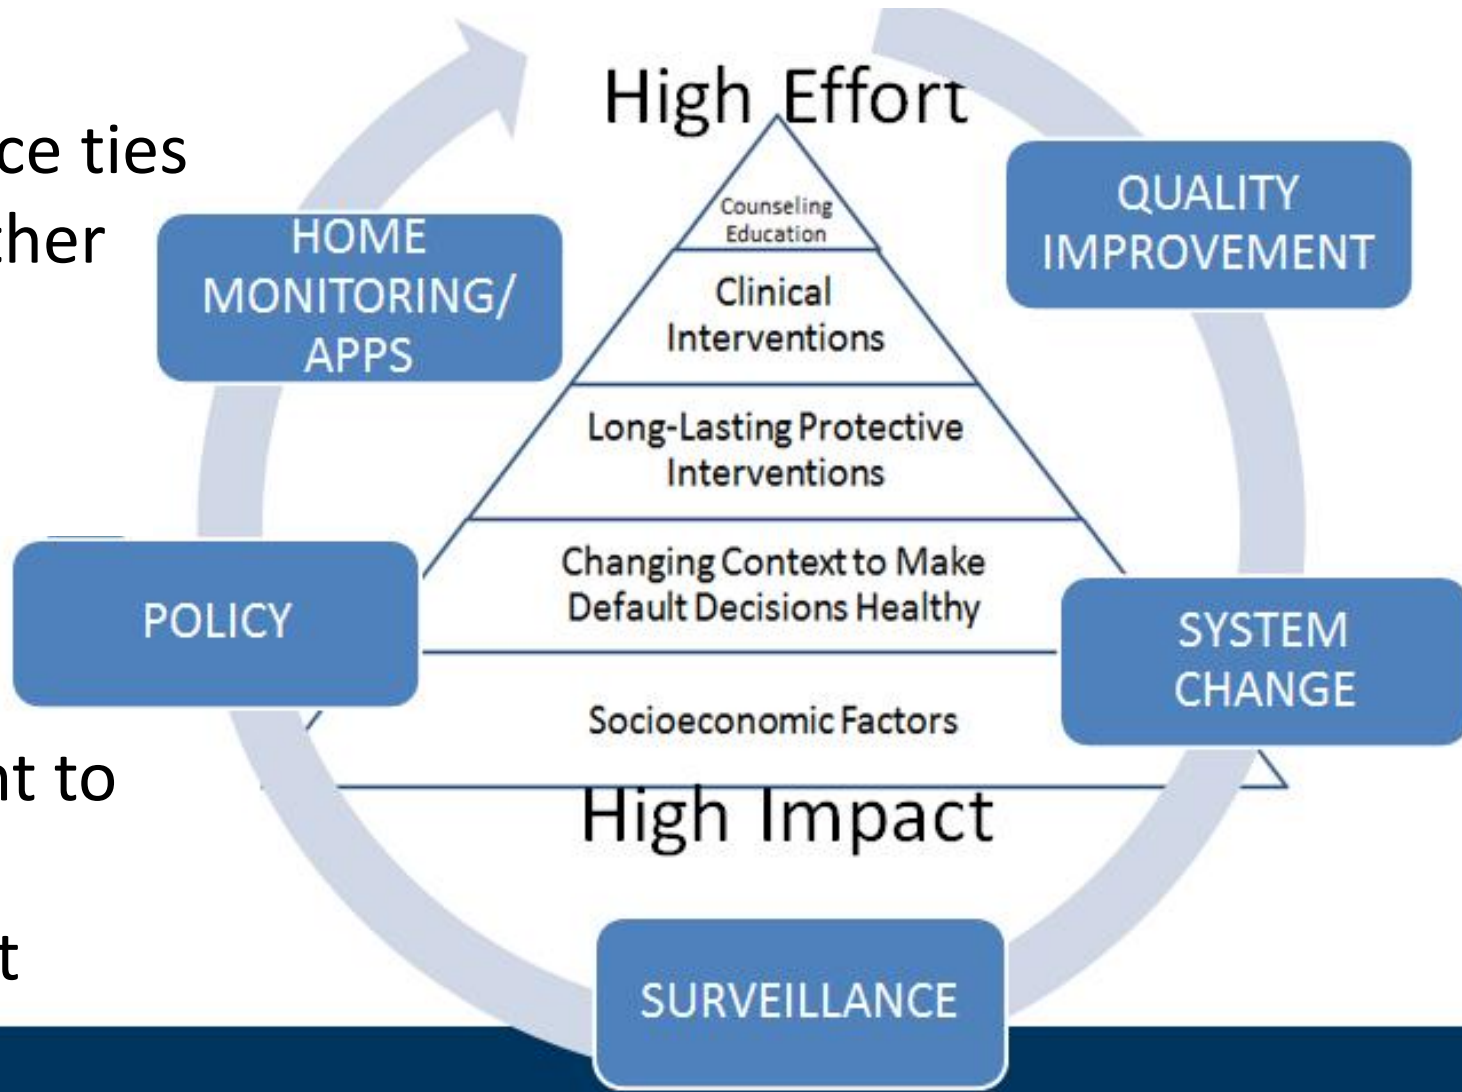 ce ties
ther
nt to
t
High Effort
Counseling
Education
Clinical
Interventions
Long-Lasting Protective
Interventions
Changing Context to Make
Default Decisions Healthy
Socioeconomic Factors
High Impact
QUALITY
IMPROVEMENT
SYSTEM
CHANGE
SURVEILLANCE
POLICY
HOME
MONITORING/
APPS